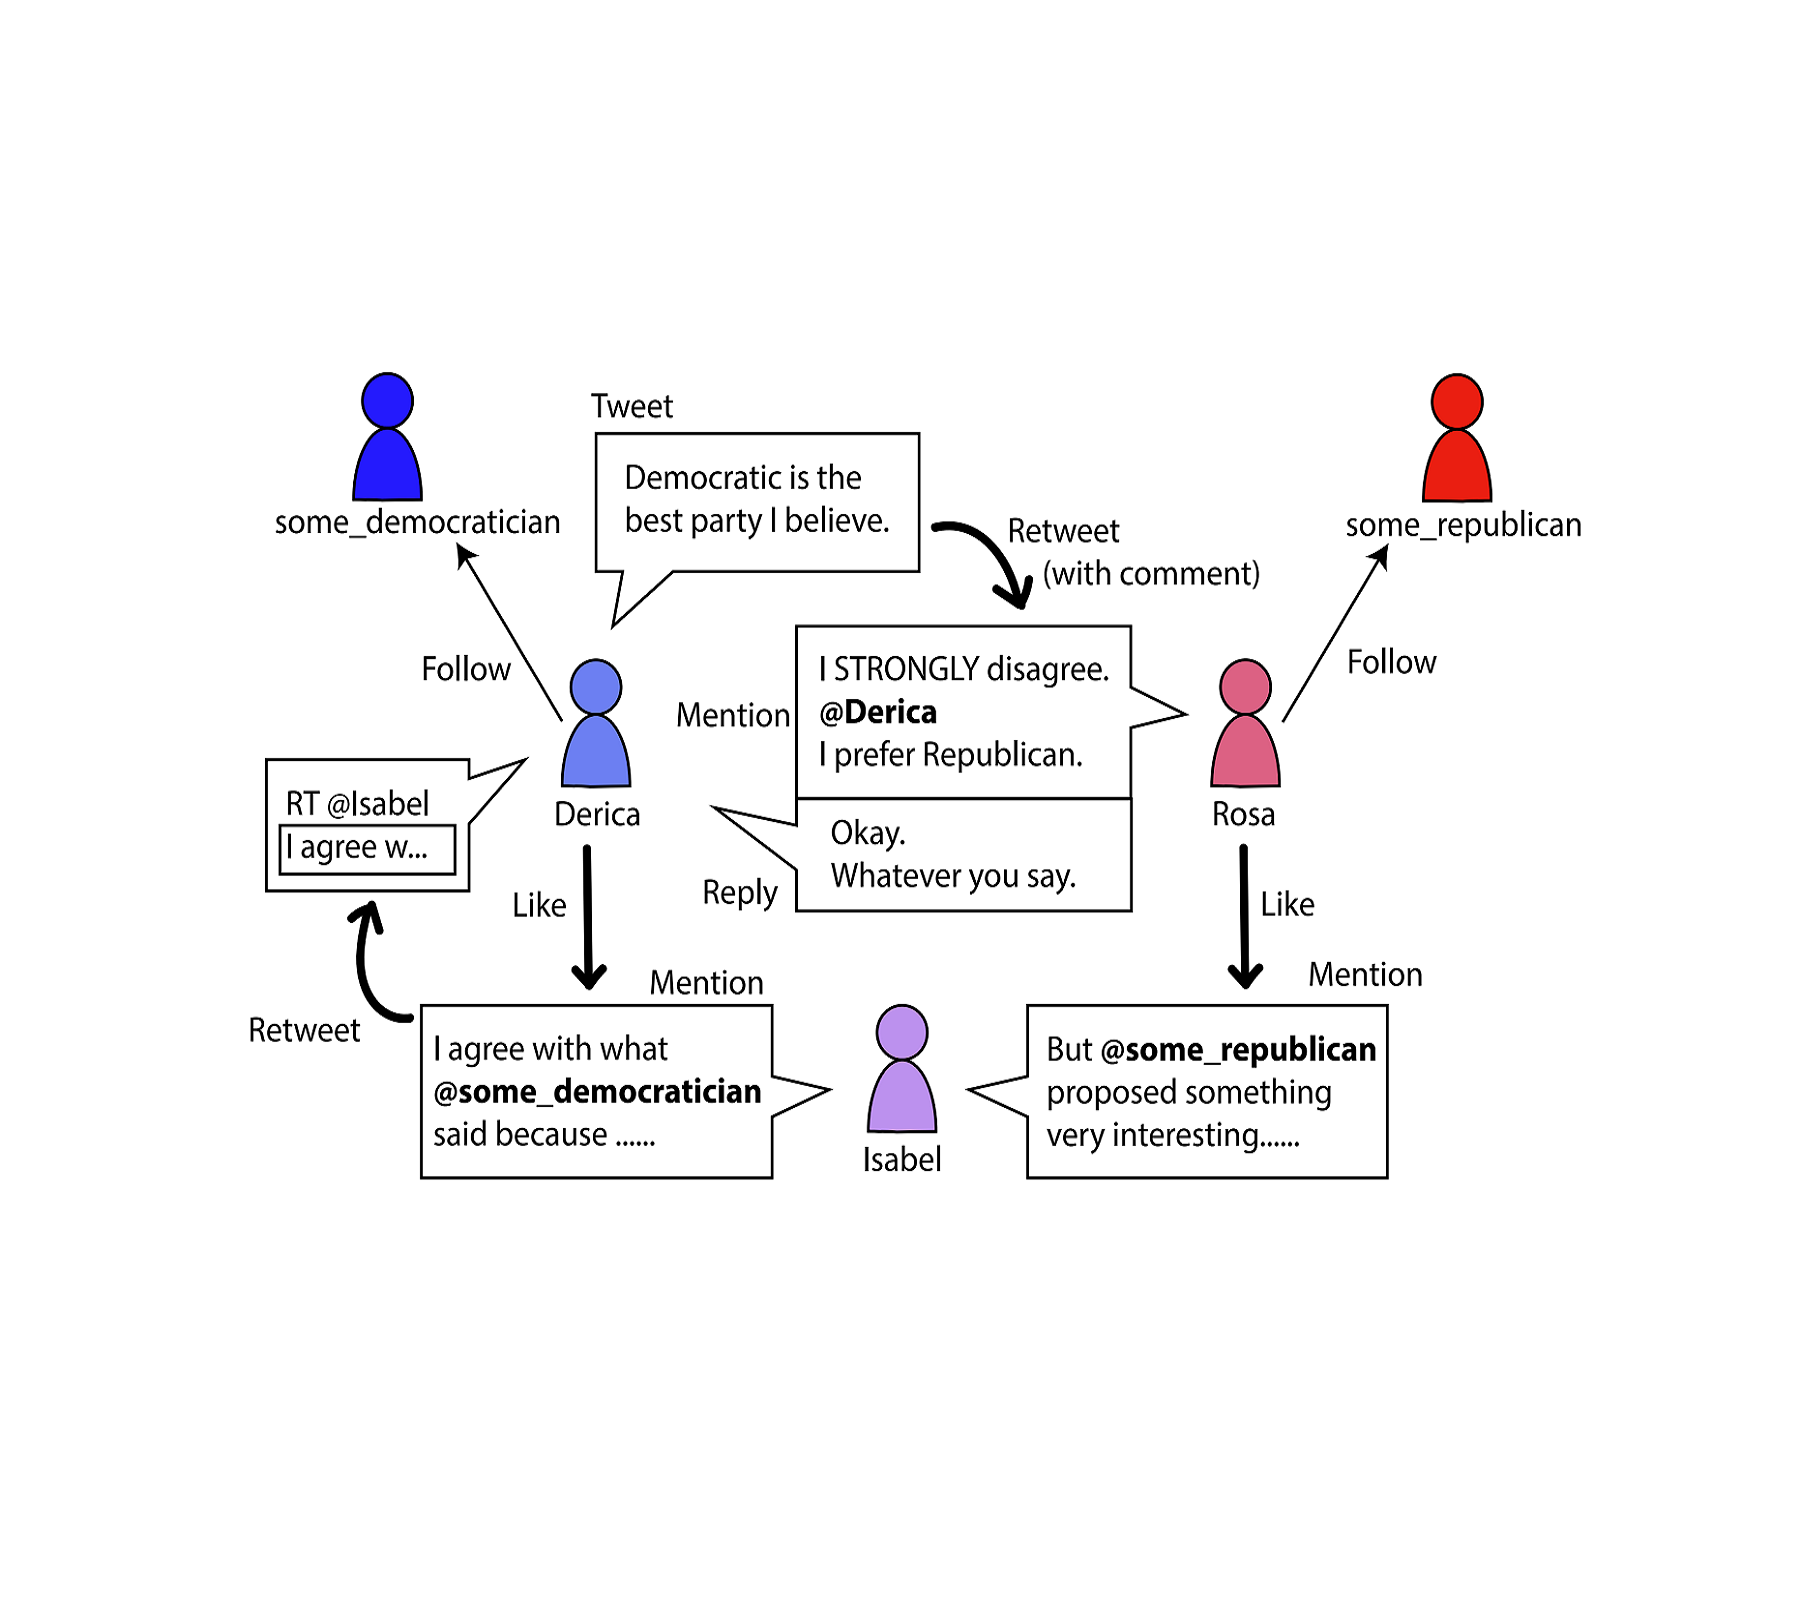 Tweet
Democratic is the
best party I believe.
some_democratician
some_republican
Retweet
(with comment)
Follow
Follow
Mention
I STRONGLY disagree.
@Derica
I prefer Republican.
RT @Isabel
I agree w...
Derica
Rosa
Okay.
Whatever you say.
Reply
Like
Like
Mention
Mention
Retweet
I agree with what
@some_democratician
said because ......
Isabel
But @some_republican
proposed something
very interesting......